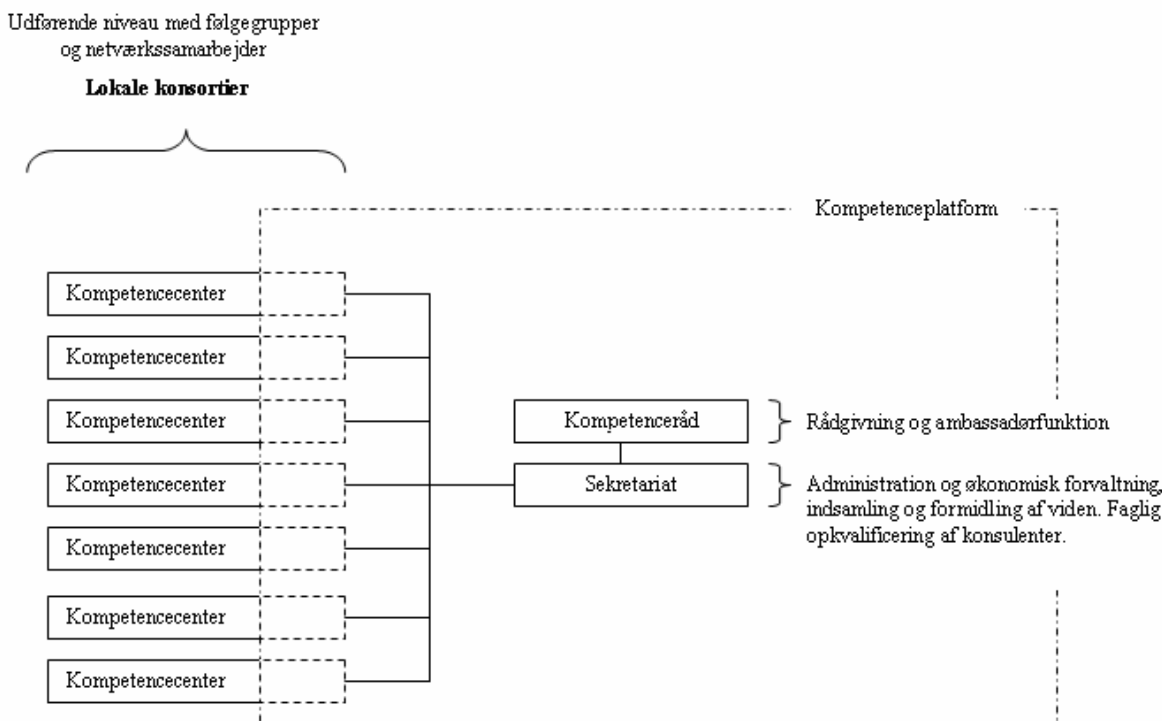 Udførende niveau med følgegrupper
og netværkssamarbejder
Lokale konsortier
Kompetenceplatform
Kompetencecenter
Kompetencecenter
Kompetencecenter
Kompetencecenter
Kompetencecenter
Kompetencecenter
Kompetencecenter
Kompetenceråd
Rådgivning og ambassadørfunktion
Sekretariat
Administration og økonomisk forvaltning,
indsamling og formidling af viden. Faglig
opkvalificering af konsulenter.